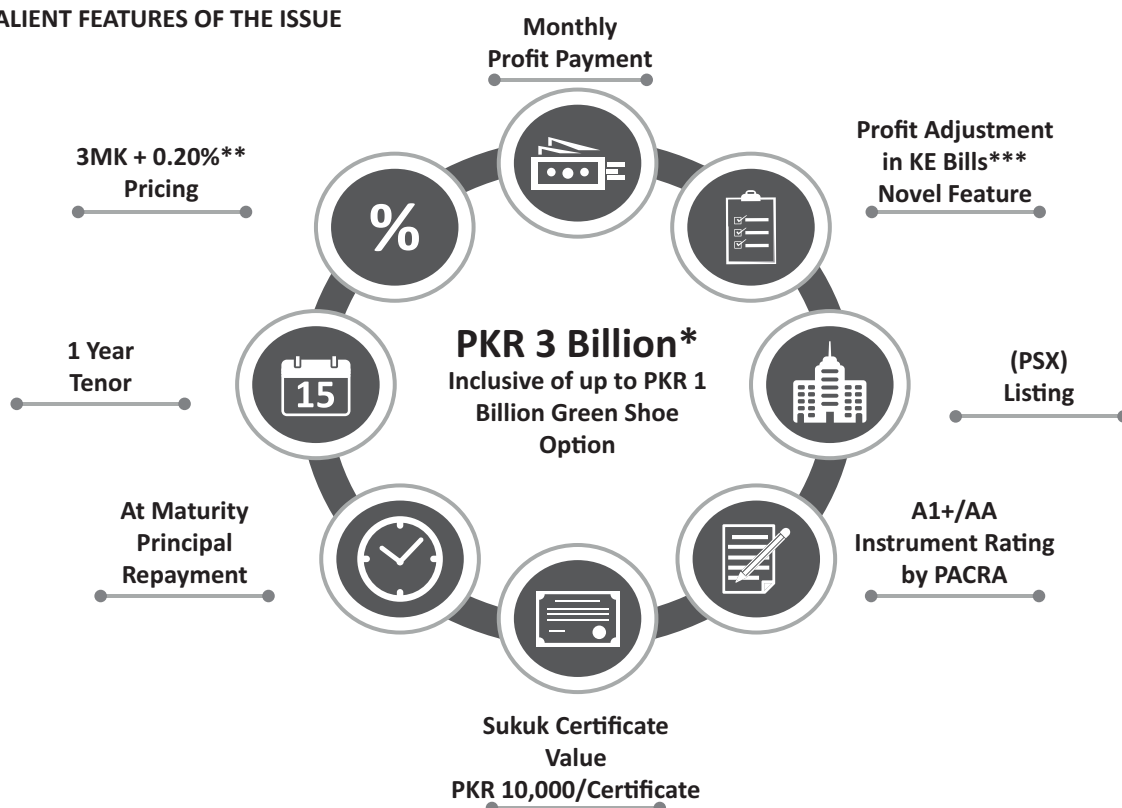 ALIENT FEATURES OF THE ISSUE
Monthly
Profit Payment
3MK + 0.20%**
Pricing
%
Profit Adjustment
in KE Bills***
Novel Feature
1 Year
Tenor
15
PKR 3 Billion*
Inclusive of up to PKR 1
Billion Green Shoe
Option
(PSX)
Listing
At Maturity
Principal
Repayment
A1+/AA
Instrument Rating
by PACRA
Sukuk Certificate
Value
PKR 10,000/Certificate